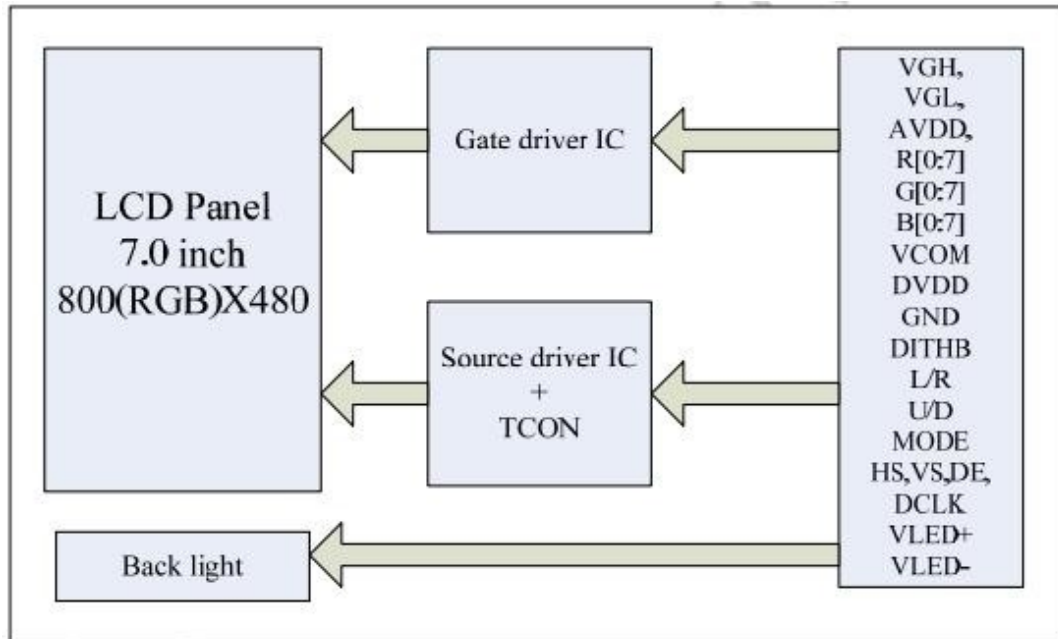 LCD Panel
7.0 inch
800(RGB)X480
Gate driver IC
Source driver IC
+
TCON
Back light
VGH,
VGL,
AVDD,
R[0:7]
G[0:7]
B[0:7]
VCOM
DVDD
GND
DITHB
L/R
U/D
MODE
HS,VS,DE,
DCLK
VLED+
VLED-